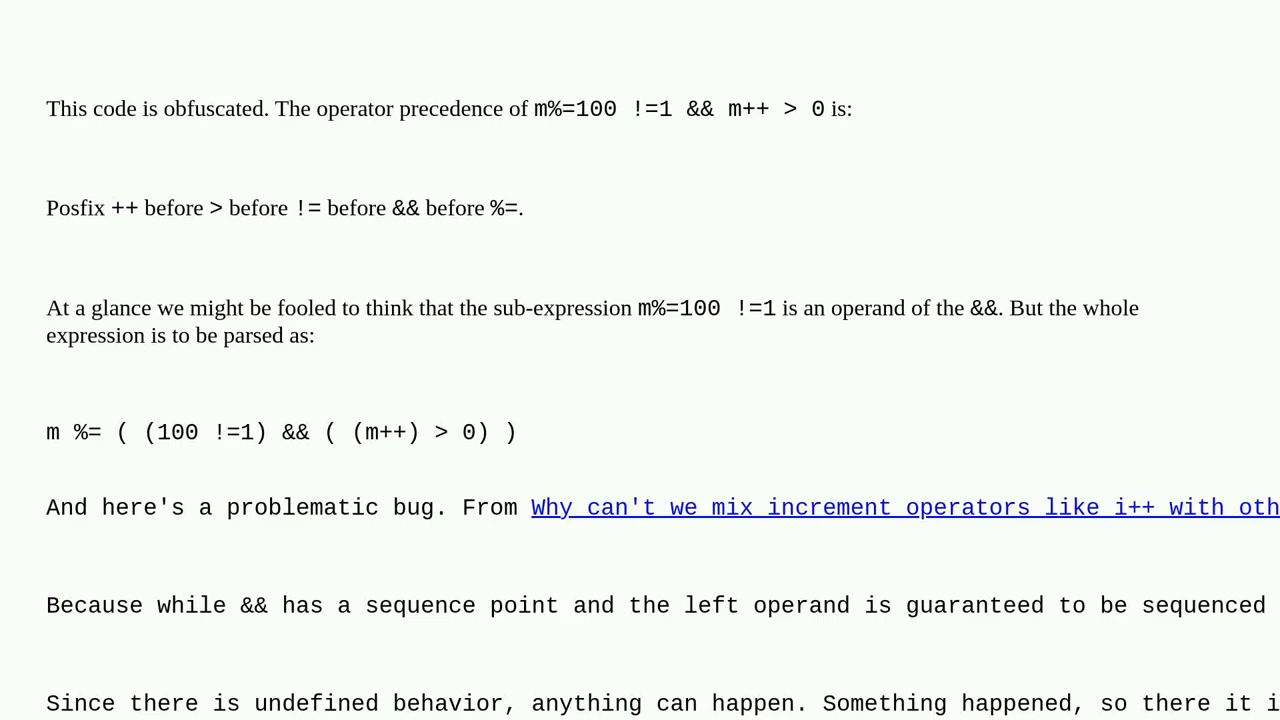 This code is obfuscated. The operator precedence of m%=100 !=1 && m++ > 0 is:
Posfix ++ before > before != before && before %=.
At a glance we might be fooled to think that the sub-expression m%=100 !=1 is an operand of the &&. But the whole
expression is to be parsed as:
m %= ( (100 !=1) && ( (m++) > 0) )
And here's a problematic bug. From Why can't we mix increment operators like i++ with oth
Because while && has a sequence point and the left operand is guaranteed to be sequenced
Since there is undefined behavior, anything can happen. Something happened, so there it i